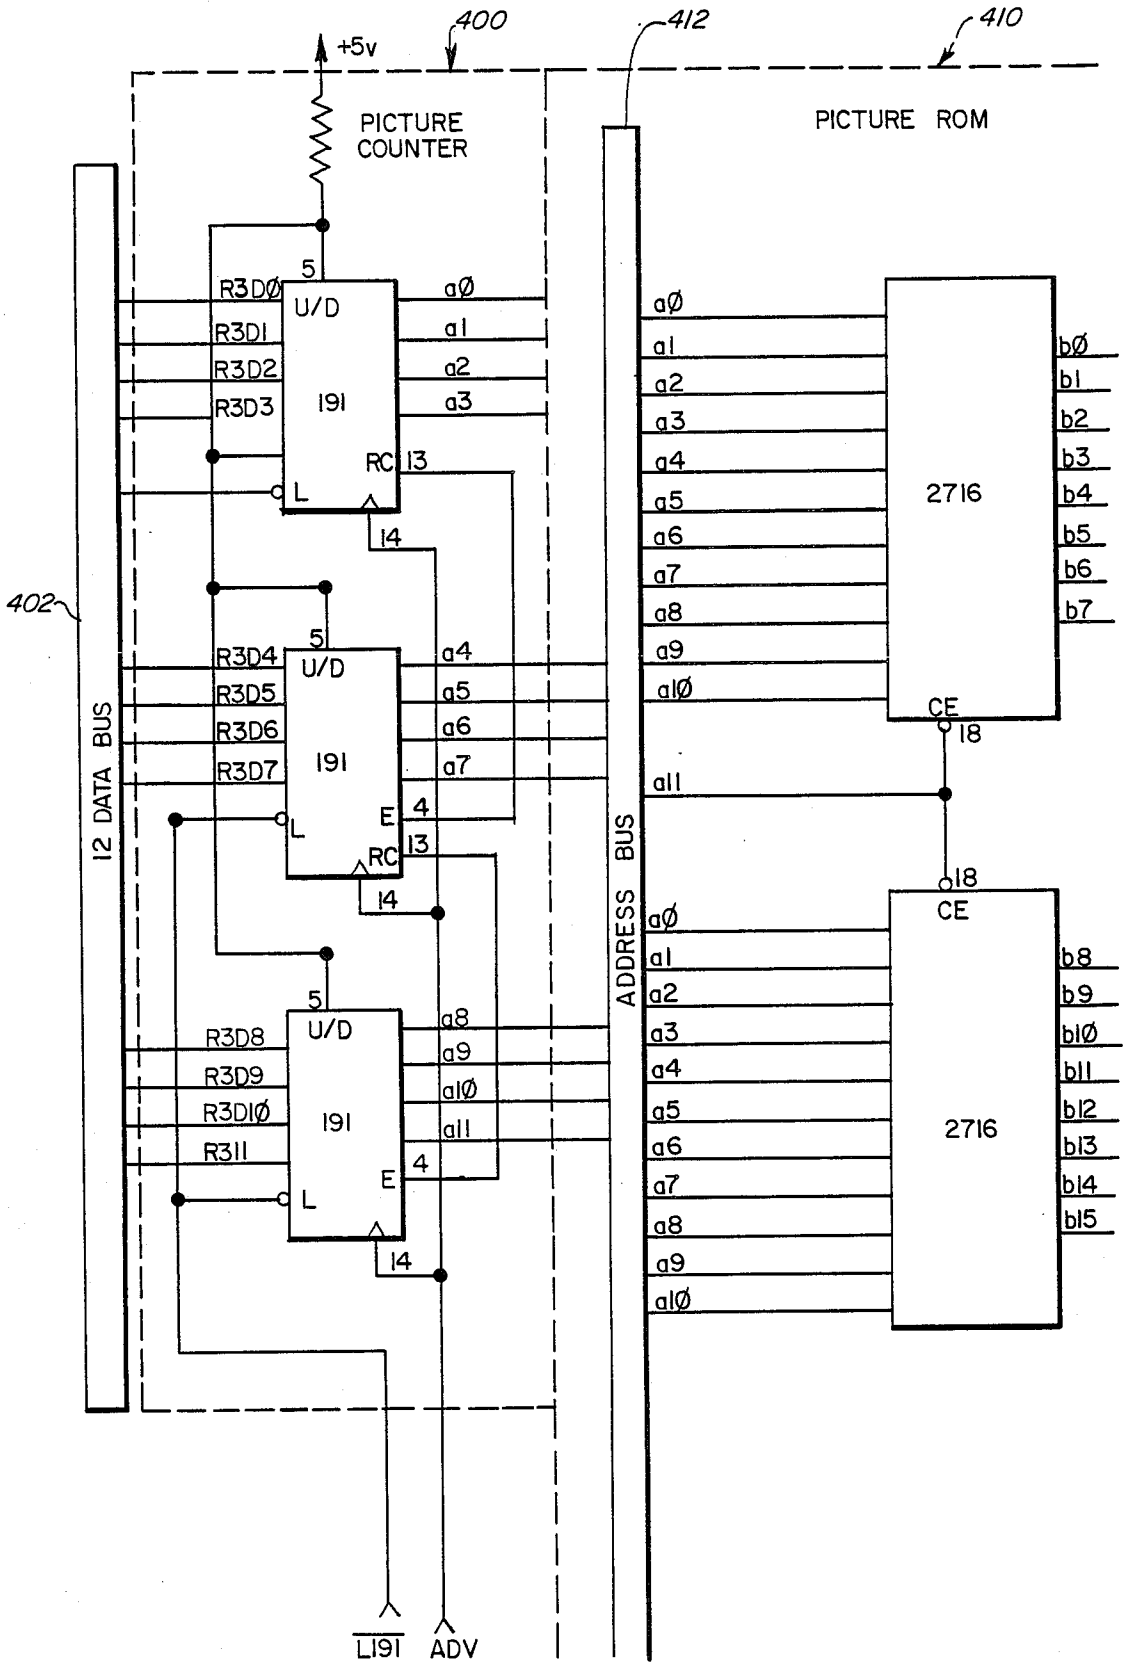 400
412
410
+5v
PICTURE
COUNTER
PICTURE ROM
5
R3DØ
U/D
aØ
R3D1
a1
R3D2
a2
R3D3
191
a3
RC
13
L
14
402
12 DATA BUS
5
R3D4
U/D
a4
R3D5
a5
R3D6
a6
R3D7
191
a7
E
4
L
RC
13
14
5
R3D8
U/D
a8
R3D9
a9
R3D1Ø
a1Ø
R311
191
a11
E
4
L
14
L191
ADV
ADDRESS BUS
aØ
a1
a2
a3
a4
a5
a6
a7
a8
a9
a1Ø
2716
bØ
b1
b2
b3
b4
b5
b6
b7
CE
18
a11
18
CE
aØ
a1
a2
a3
a4
a5
a6
a7
a8
a9
a1Ø
2716
b8
b9
b1Ø
b11
b12
b13
b14
b15